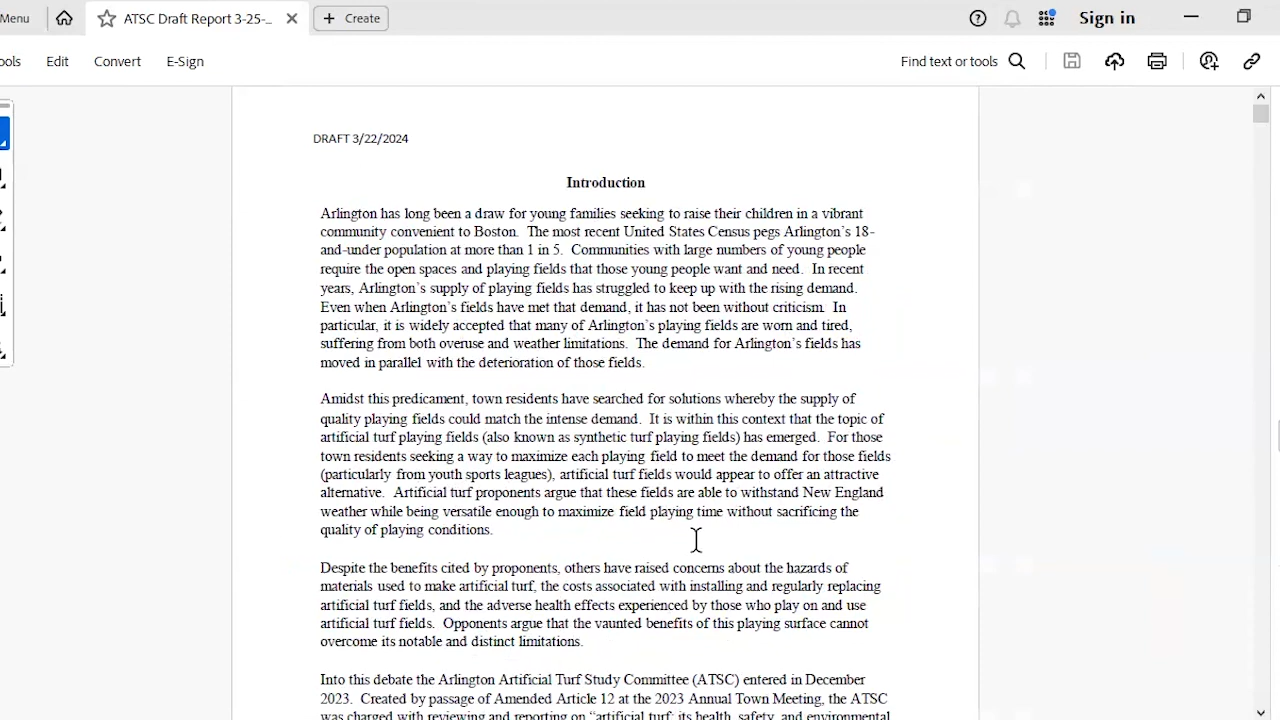 Menu
ATSC Draft Report 3-25-...
Create
Sign in
ools
Edit
Convert
E-Sign
Find text or tools
DRAFT 3/22/2024
Introduction
Arlington has long been a draw for young families seeking to raise their children in a vibrant
community convenient to Boston.  The most recent United States Census pegs Arlington's 18-
and-under population at more than 1 in 5.  Communities with large numbers of young people
require the open spaces and playing fields that those young people want and need.  In recent
years, Arlington's supply of playing fields has struggled to keep up with the rising demand.
Even when Arlington's fields have met that demand, it has not been without criticism.  In
particular, it is widely accepted that many of Arlington's playing fields are worn and tired,
suffering from both overuse and weather limitations.  The demand for Arlington's fields has
moved in parallel with the deterioration of those fields.
Amidst this predicament, town residents have searched for solutions whereby the supply of
quality playing fields could match the intense demand.  It is within this context that the topic of
artificial turf playing fields (also known as synthetic turf playing fields) has emerged.  For those
town residents seeking a way to maximize each playing field to meet the demand for those fields
(particularly from youth sports leagues), artificial turf fields would appear to offer an attractive
alternative.  Artificial turf proponents argue that these fields are able to withstand New England
weather while being versatile enough to maximize field playing time without sacrificing the
quality of playing conditions.
Despite the benefits cited by proponents, others have raised concerns about the hazards of
materials used to make artificial turf, the costs associated with installing and regularly replacing
artificial turf fields, and the adverse health effects experienced by those who play on and use
artificial turf fields.  Opponents argue that the vaunted benefits of this playing surface cannot
overcome its notable and distinct limitations.
Into this debate the Arlington Artificial Turf Study Committee (ATSC) entered in December
2023.  Created by passage of Amended Article 12 at the 2023 Annual Town Meeting, the ATSC
was charged with reviewing and reporting on "artificial turf; its health, safety, and environmental